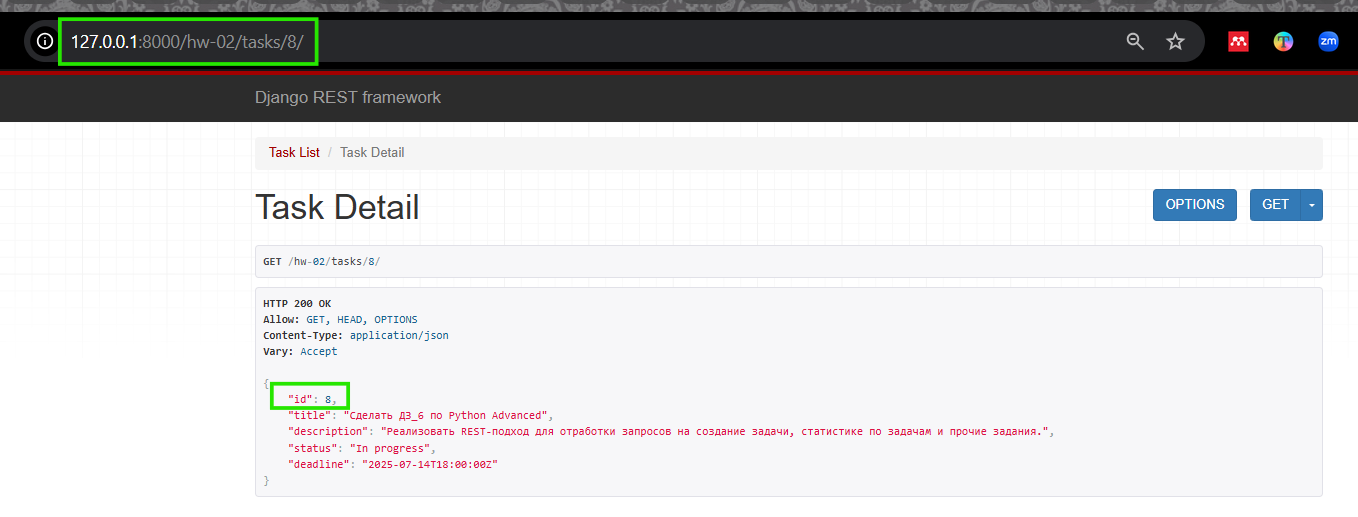 127.0.0.1:8000/hw-02/tasks/8/
zm
Django REST framework
Task List / Task Detail
Task Detail
OPTIONS GET
GET /hw-02/tasks/8/
HTTP 200 OK
Allow: GET, HEAD, OPTIONS
Content-Type: application/json
Vary: Accept
{
"id": 8,
"title": "Сделать ДЗ_6 по Python Advanced",
"description": "Реализовать REST-подход для отработки запросов на создание задачи, статистике по задачам и прочие задания.",
"status": "In progress",
"deadline": "2025-07-14T18:00:00Z"
}